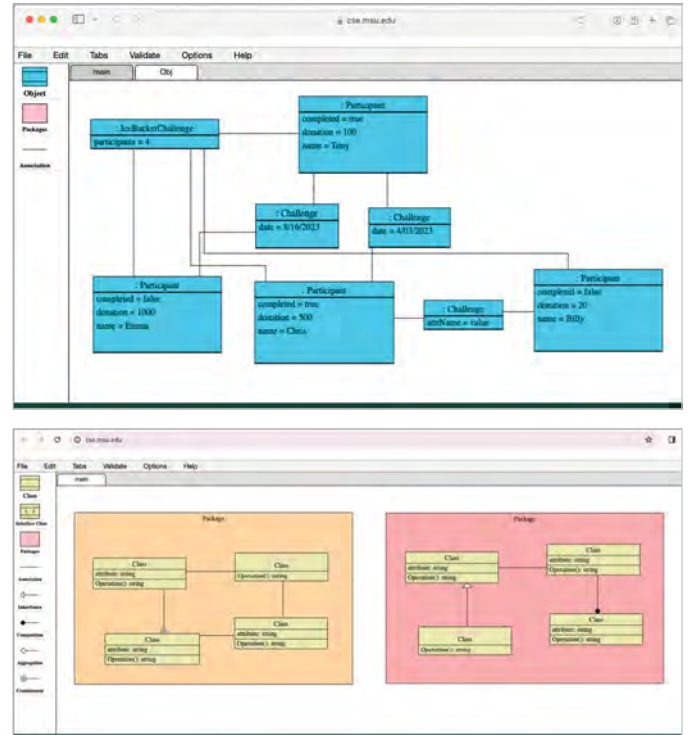 cse.msu.edu
File Edit Tabs Validate Options Help
main Obj
Object
Packages
Association
: IceBucketChallenge
participants = 4
: Participant
completed = true
donation = 100
name = Tony
: Challenge
date = 8/16/2023
: Challenge
date = 4/03/2023
: Participant
completed = false
donation = 1000
name = Emma
: Participant
completed = true
donation = 500
name = Chris
: Challenge
attrName = value
: Participant
completed = false
donation = 20
name = Billy
cse.msu.edu
File Edit Tabs Validate Options Help
main
Class
Interface Class
Packages
Association
Inheritance
Composition
Aggregation
Containment
Package
Class
attribute: string
Operation(): string
Class
Operation(): string
Class
attribute: string
Operation(): string
Class
attribute: string
Operation(): string
Package
Class
attribute: string
Operation(): string
Class
attribute: string
Operation(): string
Class
Operation(): string
Class
attribute: string
Operation(): string